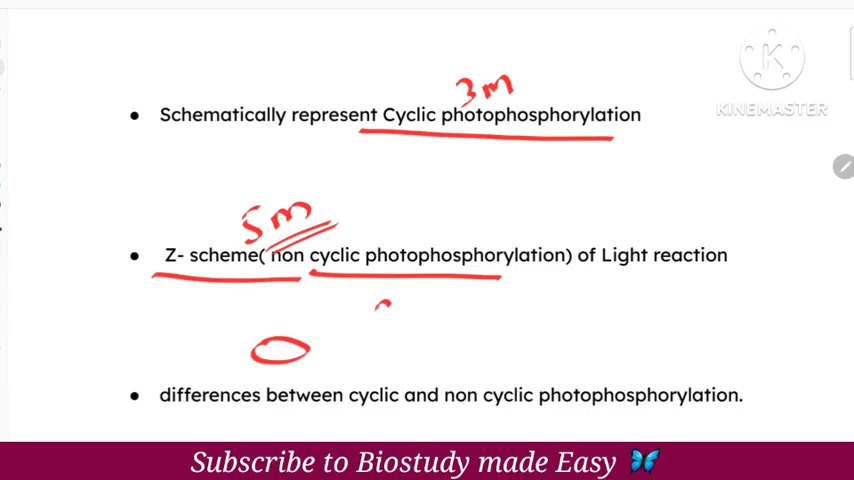 3m
• Schematically represent Cyclic photophosphorylation
KINEMASTER
5m
• Z- scheme( non cyclic photophosphorylation) of Light reaction
• differences between cyclic and non cyclic photophosphorylation.
Subscribe to Biostudy made Easy 🦋